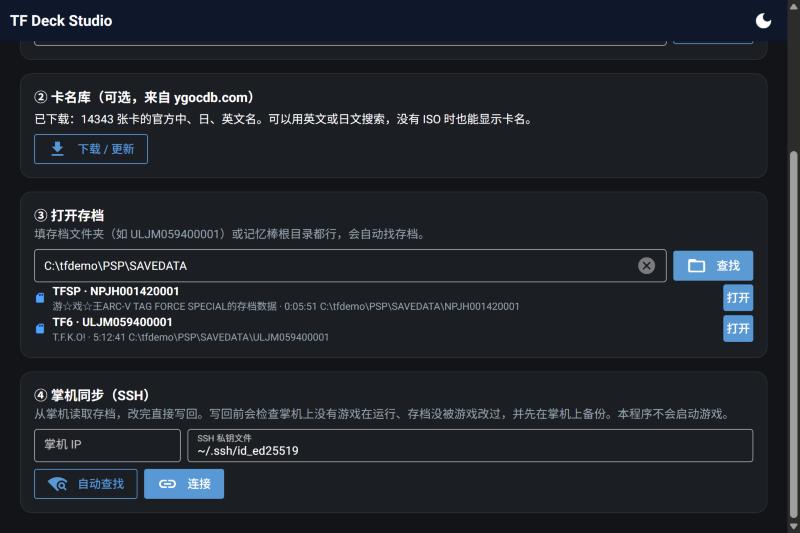 TF Deck Studio
② 卡名库（可选，来自 ygocdb.com）
已下载：14343 张卡的官方中、日、英文名。可以用英文或日文搜索，没有 ISO 时也能显示卡名。
下载 / 更新
③ 打开存档
填存档文件夹（如 ULJM059400001）或记忆棒根目录都行，会自动找存档。
C:\tfdemo\PSP\SAVEDATA
查找
TFSP · NPJH001420001
游☆戏☆王ARC-V TAG FORCE SPECIAL的存档数据 · 0:05:51 C:\tfdemo\PSP\SAVEDATA\NPJH001420001
打开
TF6 · ULJM059400001
T.F.K.O! · 5:12:41 C:\tfdemo\PSP\SAVEDATA\ULJM059400001
打开
④ 掌机同步（SSH）
从掌机读取存档，改完直接写回。写回前会检查掌机上没有游戏在运行、存档没被游戏改过，并先在掌机上备份。本程序不会启动游戏。
掌机 IP
SSH 私钥文件
~/.ssh/id_ed25519
自动查找
连接